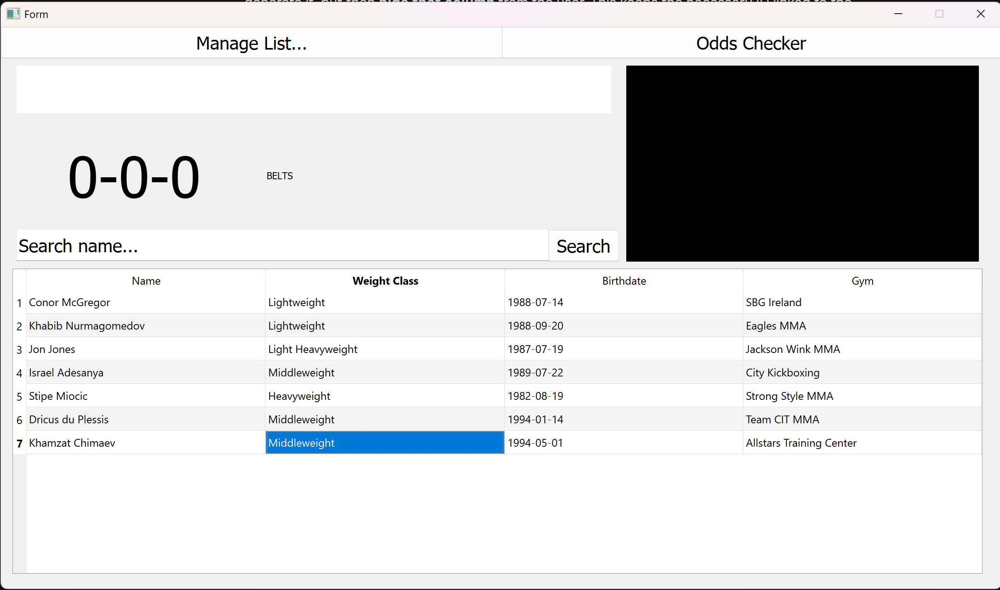 Form
Manage List... Odds Checker
0-0-0
BELTS
Search name... Search
Name Weight Class Birthdate Gym
1 Conor McGregor Lightweight 1988-07-14 SBG Ireland
2 Khabib Nurmagomedov Lightweight 1988-09-20 Eagles MMA
3 Jon Jones Light Heavyweight 1987-07-19 Jackson Wink MMA
4 Israel Adesanya Middleweight 1989-07-22 City Kickboxing
5 Stipe Miocic Heavyweight 1982-08-19 Strong Style MMA
6 Dricus du Plessis Middleweight 1994-01-14 Team CIT MMA
7 Khamzat Chimaev Middleweight 1994-05-01 Allstars Training Center